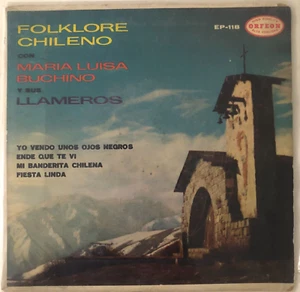 FOLKLORE
CHILENO
CON
MARIA LUISA
BUCHINO
Y SUS
LLAMEROS
EP-118
ORFEON
YO VENDO UNOS OJOS NEGROS
ENDE QUE TE VI
MI BANDERITA CHILENA
FIESTA LINDA